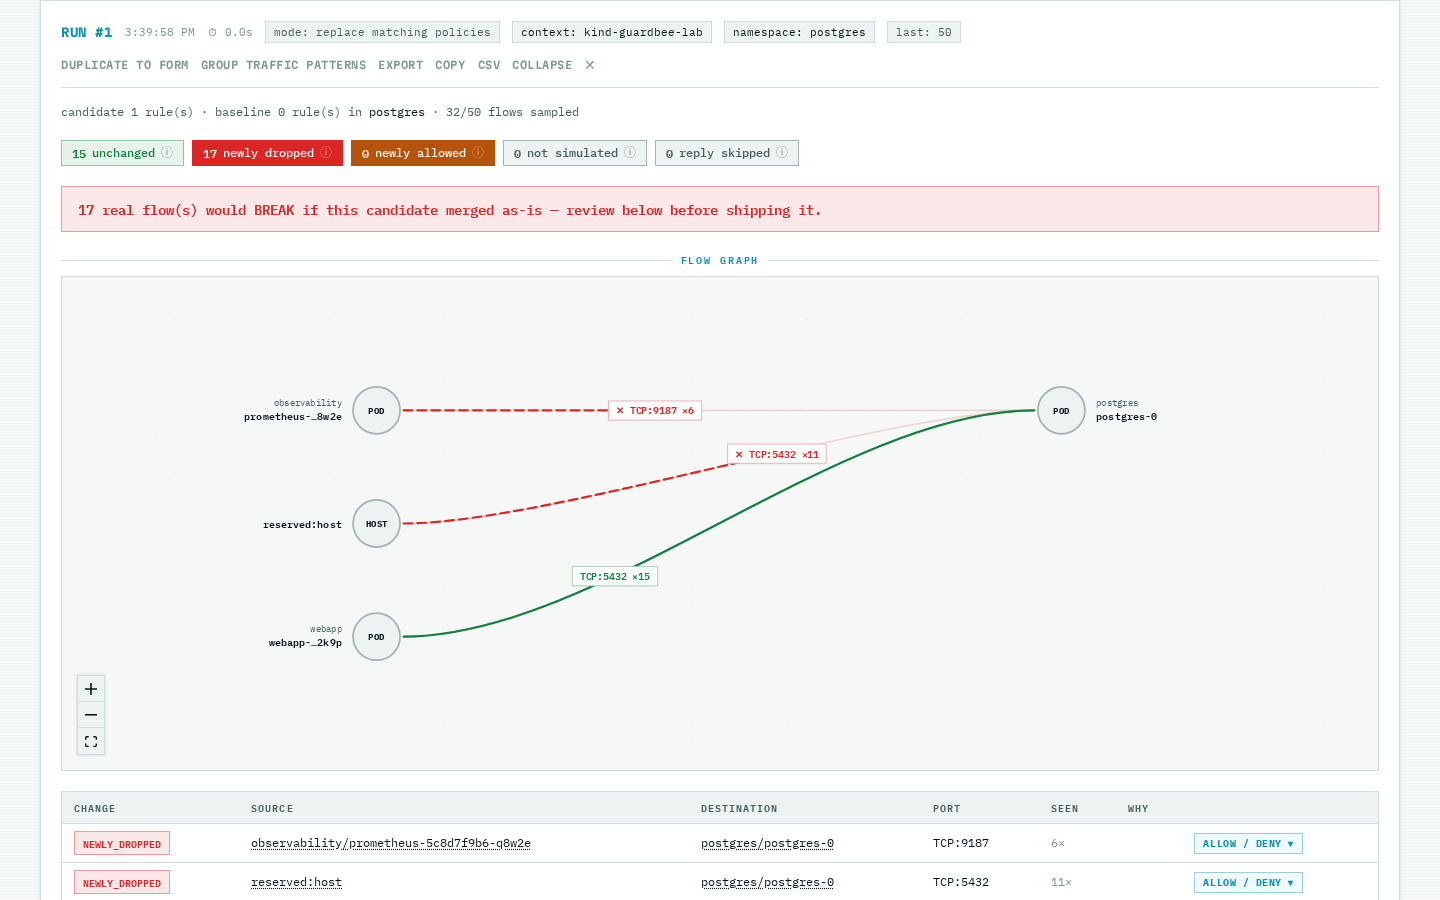 RUN #1 3:39:58 PM ⏱ 0.0s mode: replace matching policies context: kind-guardbee-lab namespace: postgres last: 50
DUPLICATE TO FORM GROUP TRAFFIC PATTERNS EXPORT COPY CSV COLLAPSE ✕
candidate 1 rule(s) · baseline 0 rule(s) in postgres · 32/50 flows sampled
15 unchanged ⓘ 17 newly dropped ⓘ 0 newly allowed ⓘ 0 not simulated ⓘ 0 reply skipped ⓘ
17 real flow(s) would BREAK if this candidate merged as-is — review below before shipping it.
FLOW GRAPH
observability
prometheus-…8w2e
POD
✕ TCP:9187 ×6
POD
postgres
postgres-0
✕ TCP:5432 ×11
reserved:host
HOST
TCP:5432 ×15
webapp
webapp-…2k9p
POD
CHANGE SOURCE DESTINATION PORT SEEN WHY
NEWLY_DROPPED observability/prometheus-5c8d7f9b6-q8w2e postgres/postgres-0 TCP:9187 6× ALLOW / DENY ▾
NEWLY_DROPPED reserved:host postgres/postgres-0 TCP:5432 11× ALLOW / DENY ▾